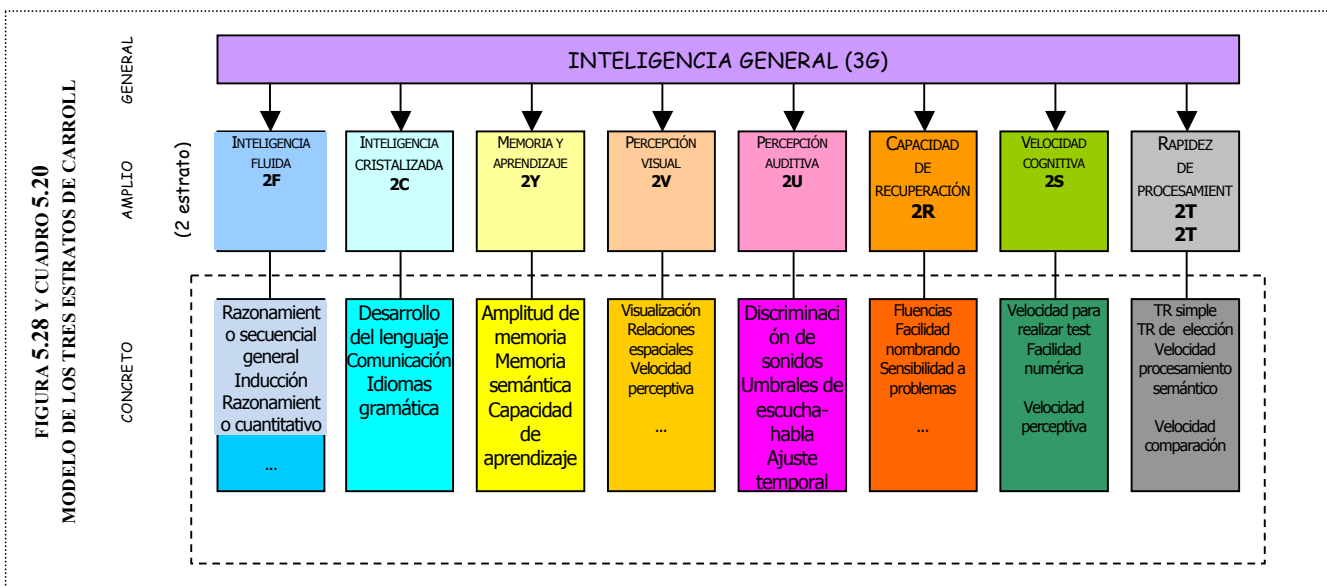 FIGURA 5.28 Y CUADRO 5.20
MODELO DE LOS TRES ESTRATOS DE CARROLL
GENERAL
INTELIGENCIA GENERAL (3G)
AMPLIO
(2 estrato)
INTELIGENCIA
FLUIDA
2F
INTELIGENCIA
CRISTALIZADA
2C
MEMORIA Y
APRENDIZAJE
2Y
PERCEPCIÓN
VISUAL
2V
PERCEPCIÓN
AUDITIVA
2U
CAPACIDAD
DE
RECUPERACIÓN
2R
VELOCIDAD
COGNITIVA
2S
RAPIDEZ
DE
PROCESAMIENT
2T
2T
CONCRETO
Razonamient
o secuencial
general
Inducción
Razonamient
o cuantitativo
...
Desarrollo
del lenguaje
Comunicación
Idiomas
gramática
Amplitud de
memoria
Memoria
semántica
Capacidad
de
aprendizaje
Visualización
Relaciones
espaciales
Velocidad
perceptiva
...
Discriminaci
ón de
sonidos
Umbrales de
escucha-
habla
Ajuste
temporal
Fluencias
Facilidad
nombrando
Sensibilidad a
problemas
...
Velocidad para
realizar test
Facilidad
numérica
Velocidad
perceptiva
TR simple
TR de elección
Velocidad
procesamiento
semántico
Velocidad
comparación